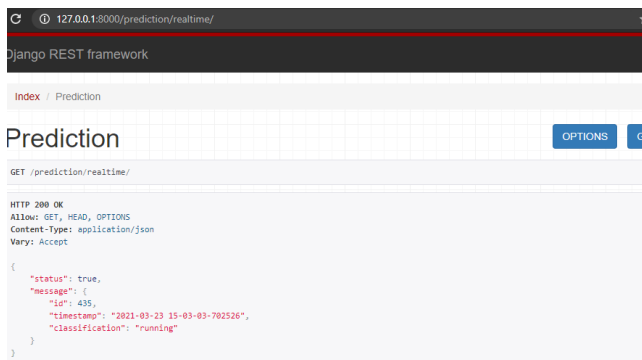 127.0.0.1:8000/prediction/realtime/
Django REST framework
Index / Prediction
Prediction
OPTIONS
G
GET /prediction/realtime/
HTTP 200 OK
Allow: GET, HEAD, OPTIONS
Content-Type: application/json
Vary: Accept
{
"status": true,
"message": {
"id": 435,
"timestamp": "2021-03-23 15-03-03-702526",
"classification": "running"
}
}